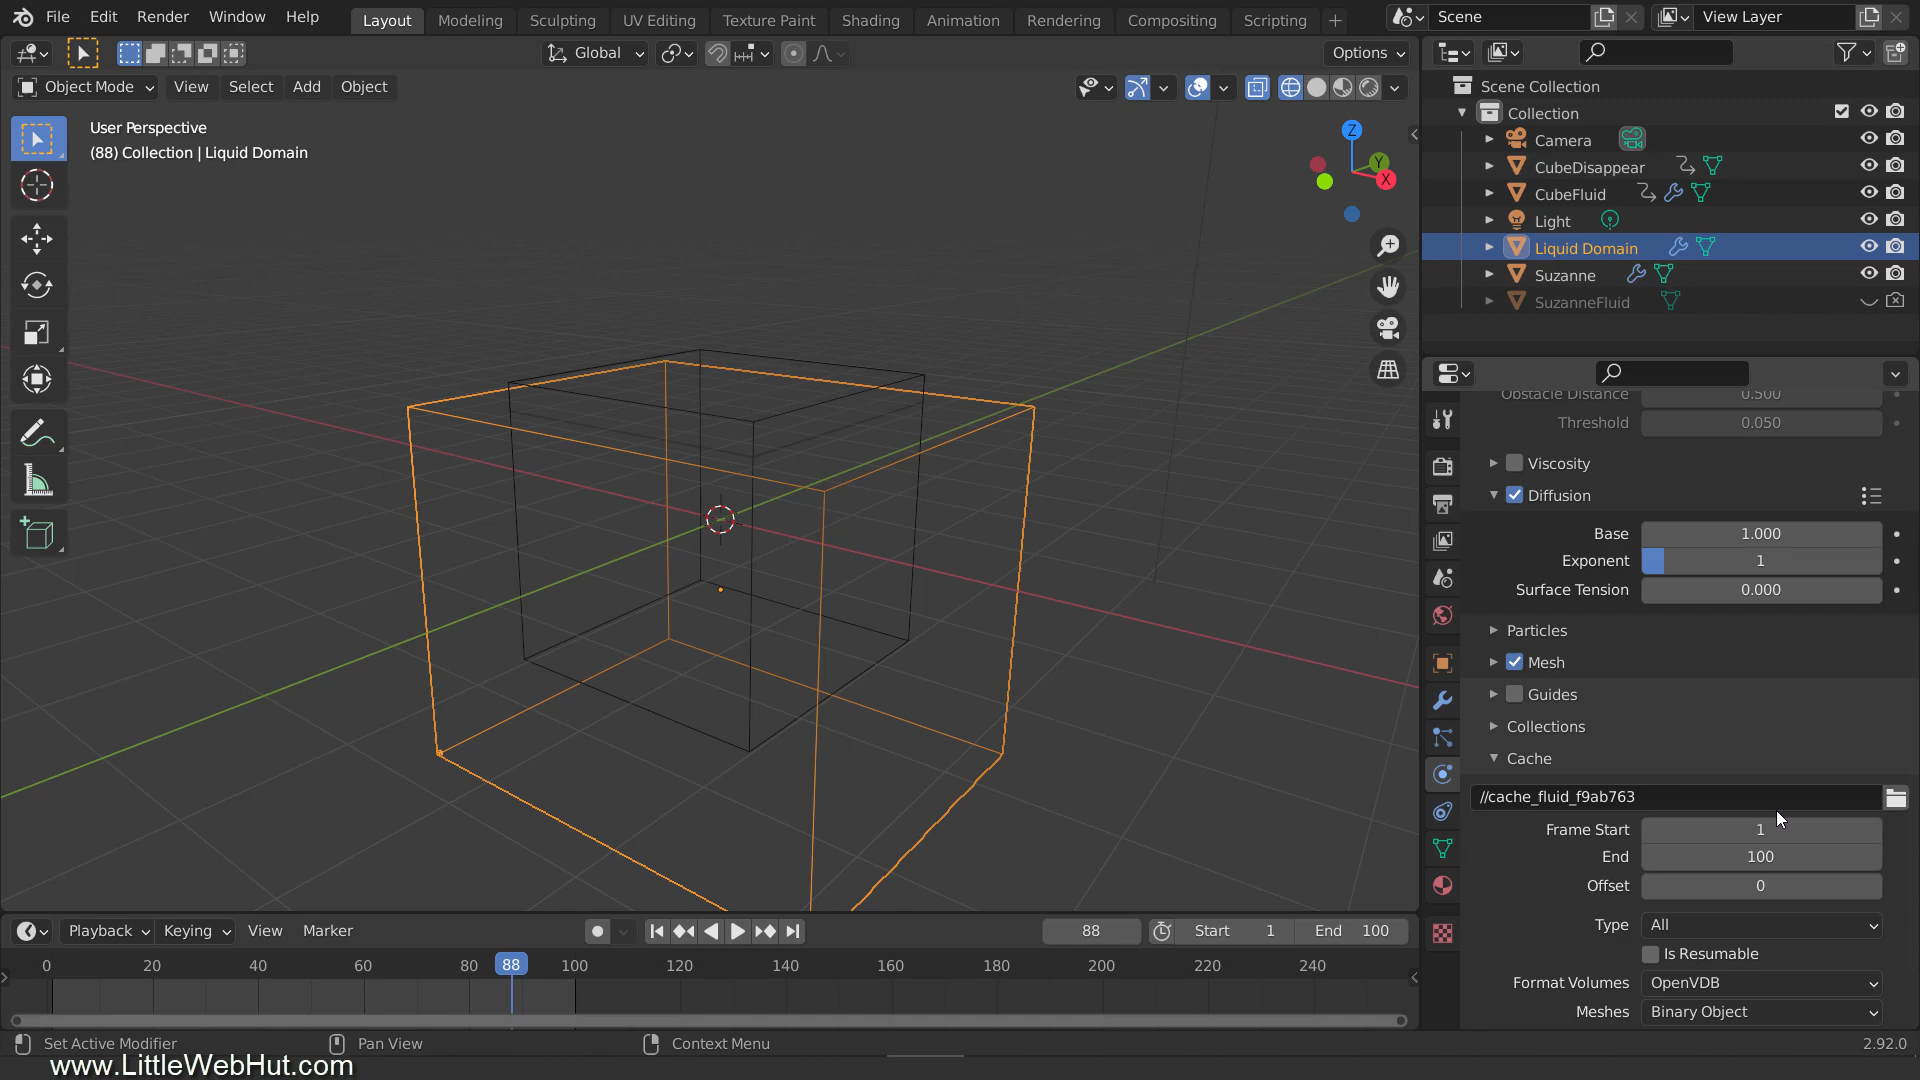 File Edit Render Window Help
Layout Modeling Sculpting UV Editing Texture Paint Shading Animation Rendering Compositing Scripting +
Scene
View Layer
Global
Options
Object Mode View Select Add Object
User Perspective
(88) Collection | Liquid Domain
Z
Y
X
Scene Collection
Collection
Camera
CubeDisappear
CubeFluid
Light
Liquid Domain
Suzanne
SuzanneFluid
Obstacle Distance 0.500
Threshold 0.050
Viscosity
Diffusion
Base 1.000
Exponent 1
Surface Tension 0.000
Particles
Mesh
Guides
Collections
Cache
//cache_fluid_f9ab763
Frame Start 1
End 100
Offset 0
Type All
Is Resumable
Format Volumes OpenVDB
Meshes Binary Object
Playback Keying View Marker
88
Start 1
End 100
0 20 40 60 80 88 100 120 140 160 180 200 220 240
Set Active Modifier
Pan View
Context Menu
2.92.0
www.LittleWebHut.com